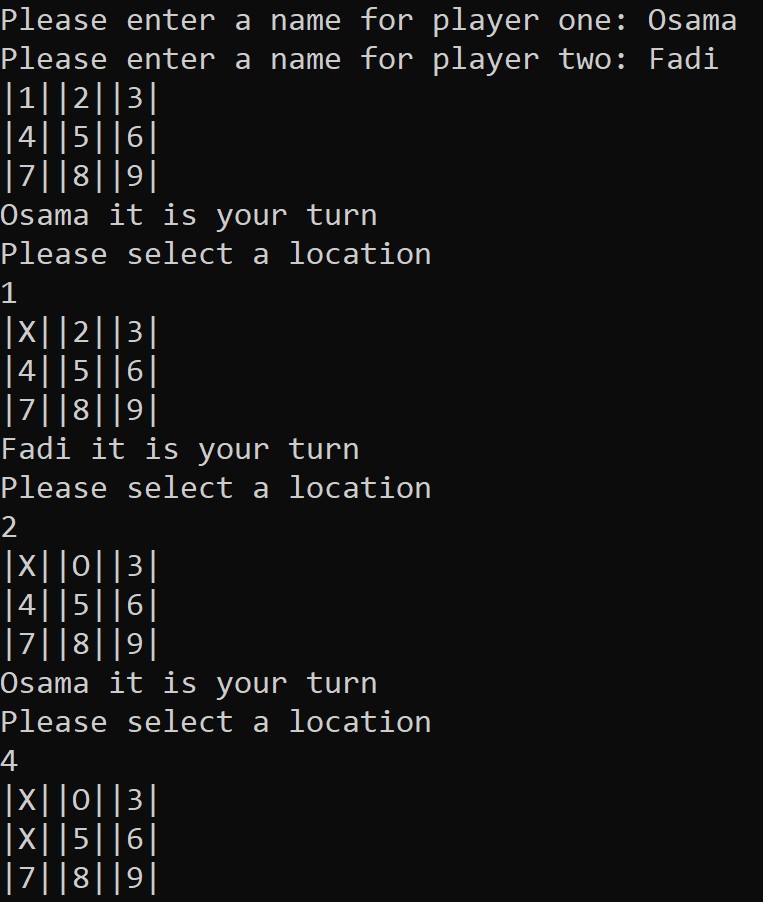 Please enter a name for player one: Osama
Please enter a name for player two: Fadi
|1||2||3|
|4||5||6|
|7||8||9|
Osama it is your turn
Please select a location
1
|X||2||3|
|4||5||6|
|7||8||9|
Fadi it is your turn
Please select a location
2
|X||O||3|
|4||5||6|
|7||8||9|
Osama it is your turn
Please select a location
4
|X||O||3|
|X||5||6|
|7||8||9|